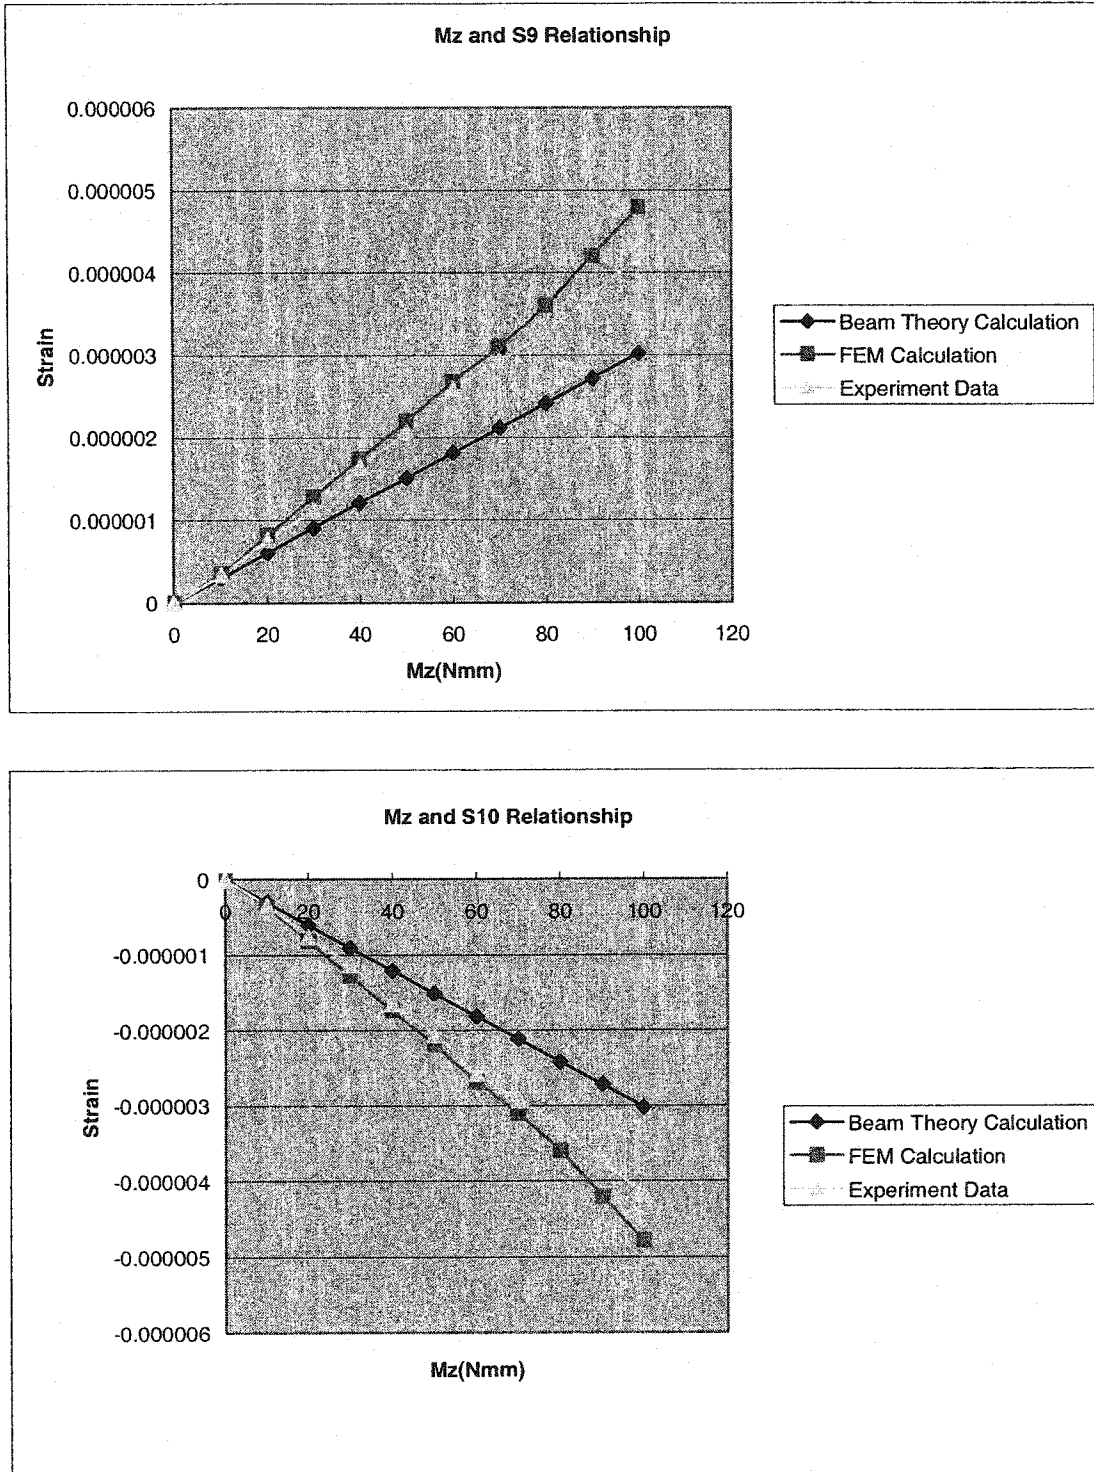 Mz and S9 Relationship
0.000006
0.000005
0.000004
0.000003
0.000002
0.000001
0
0 20 40 60 80 100 120
Strain
Mz(Nmm)
Beam Theory Calculation
FEM Calculation
Experiment Data
Mz and S10 Relationship
0
0 20 40 60 80 100 120
-0.000001
-0.000002
-0.000003
-0.000004
-0.000005
-0.000006
Strain
Mz(Nmm)
Beam Theory Calculation
FEM Calculation
Experiment Data